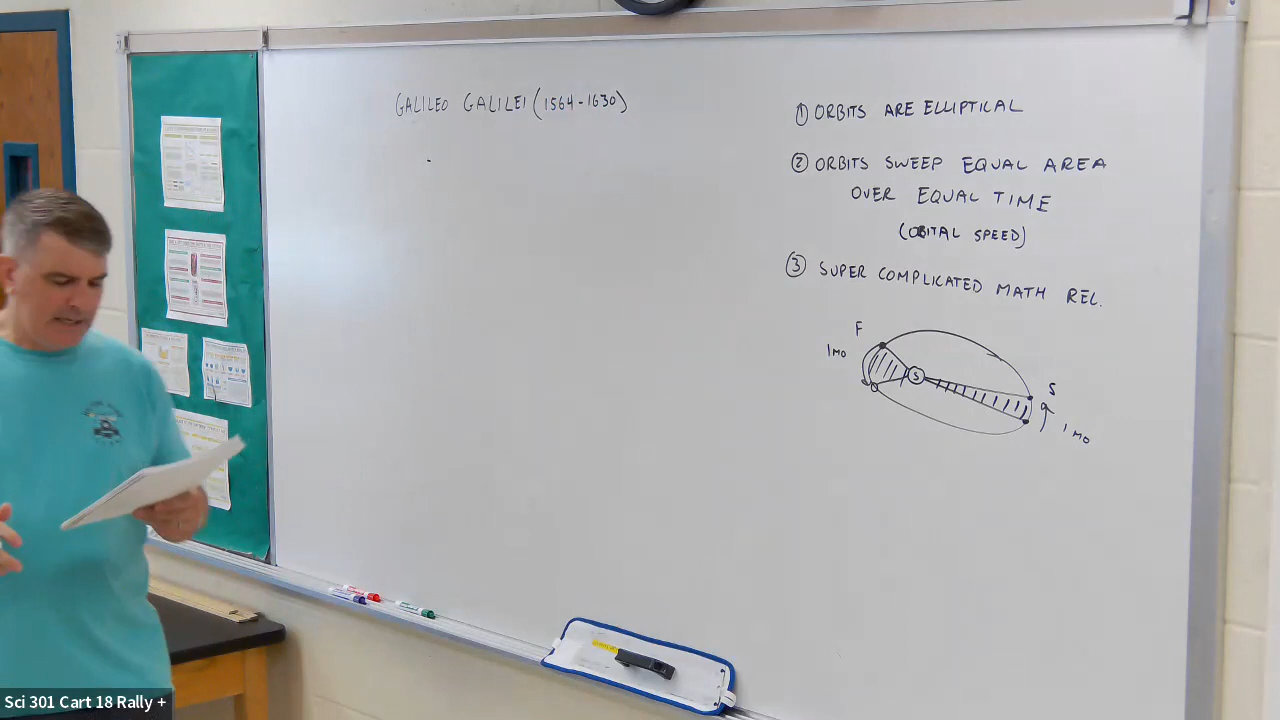 GALILEO GALILEI (1564-1630)
① ORBITS ARE ELLIPTICAL
② ORBITS SWEEP EQUAL AREA
OVER EQUAL TIME
(OBITAL SPEED)
③ SUPER COMPLICATED MATH REL.
F
1 MO
S
S
1 MO
Sci 301 Cart 18 Rally +